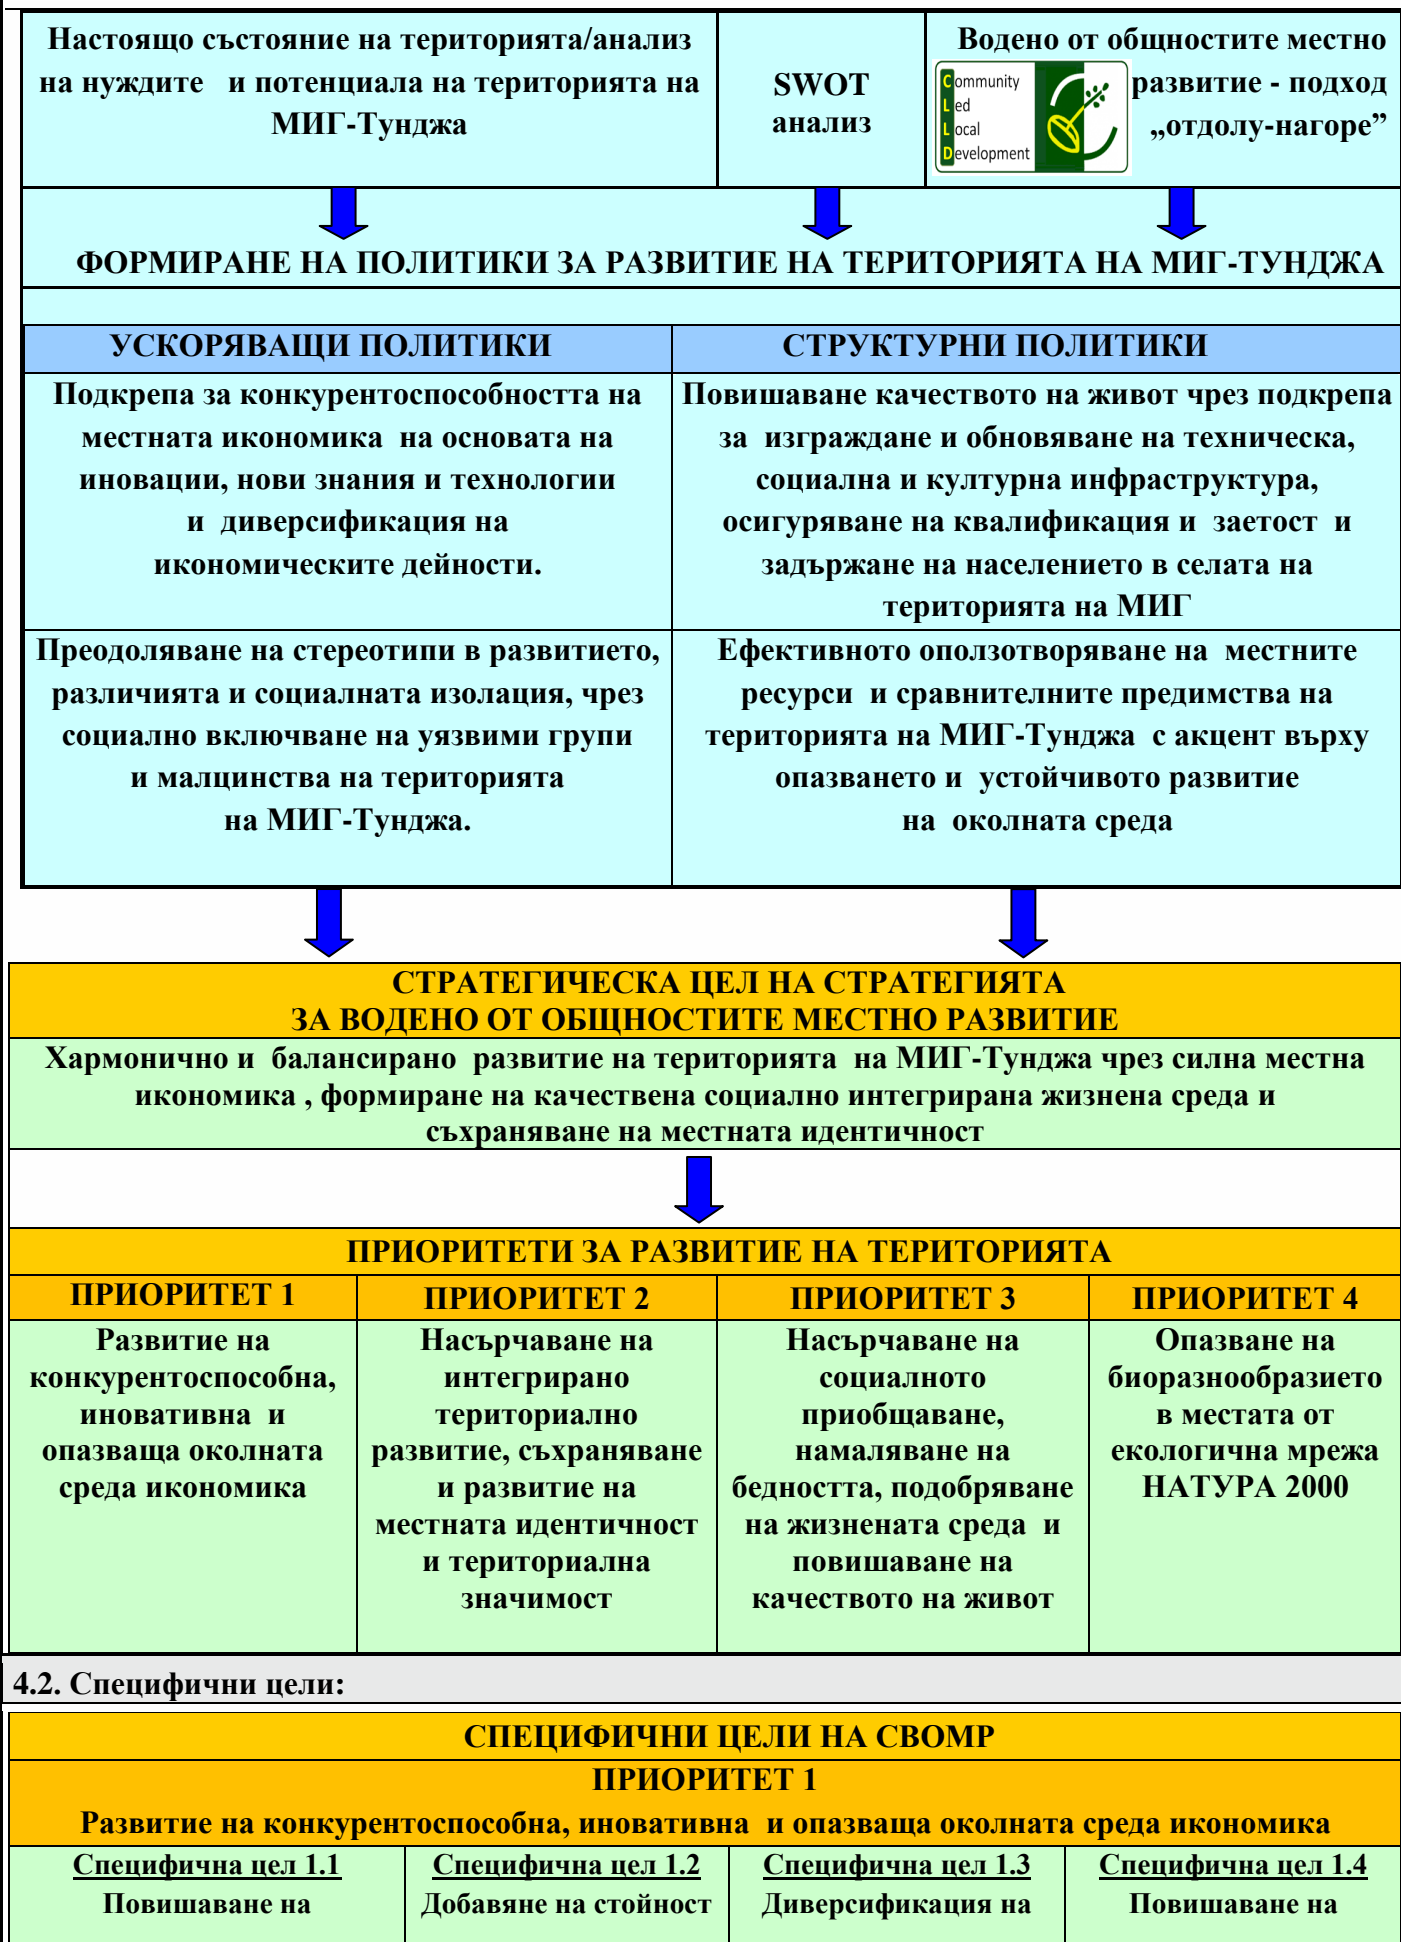 Настоящо състояние на територията/анализ
на нуждите и потенциала на територията на
МИГ-Тунджа
SWOT
анализ
Водено от общностите местно
развитие - подход
„отдолу-нагоре”
Community
Led
Local
Development
ФОРМИРАНЕ НА ПОЛИТИКИ ЗА РАЗВИТИЕ НА ТЕРИТОРИЯТА НА МИГ-ТУНДЖА
УСКОРЯВАЩИ ПОЛИТИКИ
СТРУКТУРНИ ПОЛИТИКИ
Подкрепа за конкурентоспособността на
местната икономика на основата на
иновации, нови знания и технологии
и диверсификация на
икономическите дейности.
Повишаване качеството на живот чрез подкрепа
за изграждане и обновяване на техническа,
социална и културна инфраструктура,
осигуряване на квалификация и заетост и
задържане на населението в селата на
територията на МИГ
Преодоляване на стереотипи в развитието,
различията и социалната изолация, чрез
социално включване на уязвими групи
и малцинства на територията
на МИГ-Тунджа.
Ефективното оползотворяване на местните
ресурси и сравнителните предимства на
територията на МИГ-Тунджа с акцент върху
опазването и устойчивото развитие
на околната среда
СТРАТЕГИЧЕСКА ЦЕЛ НА СТРАТЕГИЯТА
ЗА ВОДЕНО ОТ ОБЩНОСТИТЕ МЕСТНО РАЗВИТИЕ
Хармонично и балансирано развитие на територията на МИГ-Тунджа чрез силна местна
икономика , формиране на качествена социално интегрирана жизнена среда и
съхраняване на местната идентичност
ПРИОРИТЕТИ ЗА РАЗВИТИЕ НА ТЕРИТОРИЯТА
ПРИОРИТЕТ 1
ПРИОРИТЕТ 2
ПРИОРИТЕТ 3
ПРИОРИТЕТ 4
Развитие на
конкурентоспособна,
иновативна и
опазваща околната
среда икономика
Насърчаване на
интегрирано
териториално
развитие, съхраняване
и развитие на
местната идентичност
и териториална
значимост
Насърчаване на
социалното
приобщаване,
намаляване на
бедността, подобряване
на жизнената среда и
повишаване на
качеството на живот
Опазване на
биоразнообразието
в местата от
екологична мрежа
НАТУРА 2000
4.2. Специфични цели:
СПЕЦИФИЧНИ ЦЕЛИ НА СВОМР
ПРИОРИТЕТ 1
Развитие на конкурентоспособна, иновативна и опазваща околната среда икономика
Специфична цел 1.1
Повишаване на
Специфична цел 1.2
Добавяне на стойност
Специфична цел 1.3
Диверсификация на
Специфична цел 1.4
Повишаване на